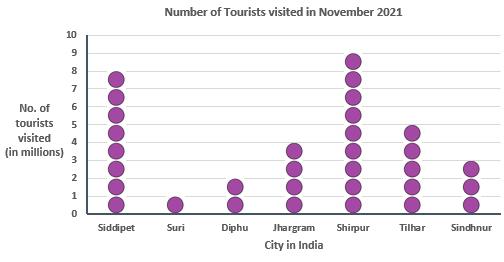 Number of Tourists visited in November 2021
10
9
8
7
6
5
4
3
2
1
0
No. of
tourists
visited
(in millions)
Siddipet Suri Diphu Jhargram Shirpur Tilhar Sindhnur
City in India